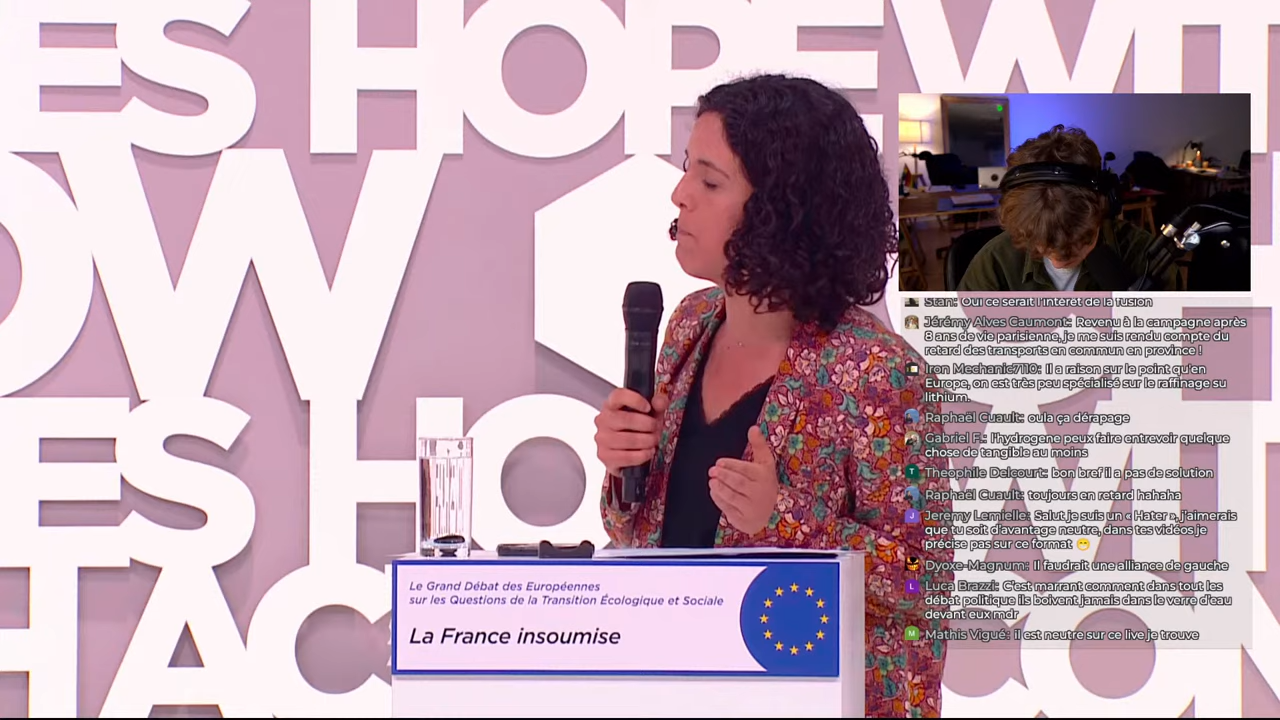 ES HOPE WIT
OW
ES HO
HAC
CON
Le Grand Débat des Européennes
sur les Questions de la Transition Écologique et Sociale
La France insoumise
Stan: Oui ce serait l'intérêt de la fusion
Jérémy Alves Caumont: Revenu à la campagne après
8 ans de vie parisienne, je me suis rendu compte du
retard des transports en commun en province !
Iron Mechanic7110: Il a raison sur le point qu'en
Europe, on est très peu spécialisé sur le raffinage su
lithium.
Raphaël Cuault: oula ça dérapage
Gabriel F.: l'hydrogene peux faire entrevoir quelque
chose de tangible au moins
T
Theophile Delcourt: bon bref il a pas de solution
Raphaël Cuault: toujours en retard hahaha
J
Jeremy Lemielle: Salut, je suis un « Hater », j'aimerais
que tu soit d'avantage neutre, dans tes vidéos je
précise pas sur ce format 😁
Dyoxe-Magnum: Il faudrait une alliance de gauche
L
Luca Brazzi: C'est marrant comment dans tout les
débat politique ils boivent jamais dans le verre d'eau
devant eux mdr
M
Mathis Vigué: il est neutre sur ce live je trouve